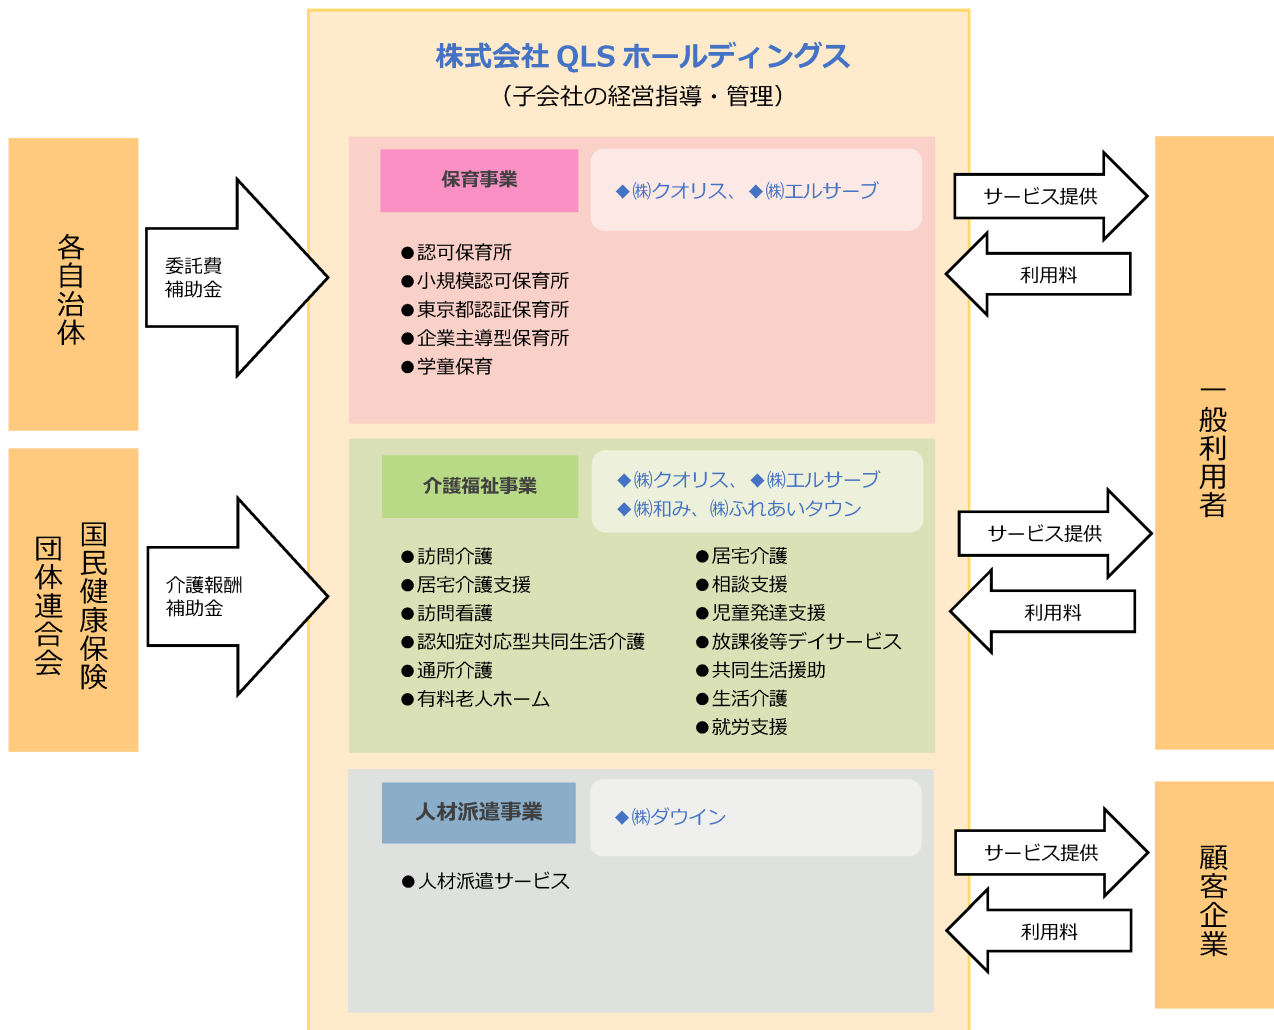 株式会社 QLS ホールディングス
（子会社の経営指導・管理）
各自治体
委託費
補助金
保育事業
◆㈱クオリス、◆㈱エルサーブ
●認可保育所
●小規模認可保育所
●東京都認証保育所
●企業主導型保育所
●学童保育
サービス提供
利用料
一般利用者
国民健康保険
団体連合会
介護報酬
補助金
介護福祉事業
◆㈱クオリス、◆㈱エルサーブ
◆㈱和み、㈱ふれあいタウン
●訪問介護
●居宅介護支援
●訪問看護
●認知症対応型共同生活介護
●通所介護
●有料老人ホーム
●居宅介護
●相談支援
●児童発達支援
●放課後等デイサービス
●共同生活援助
●生活介護
●就労支援
サービス提供
利用料
人材派遣事業
◆㈱ダウイン
●人材派遣サービス
サービス提供
利用料
顧客企業